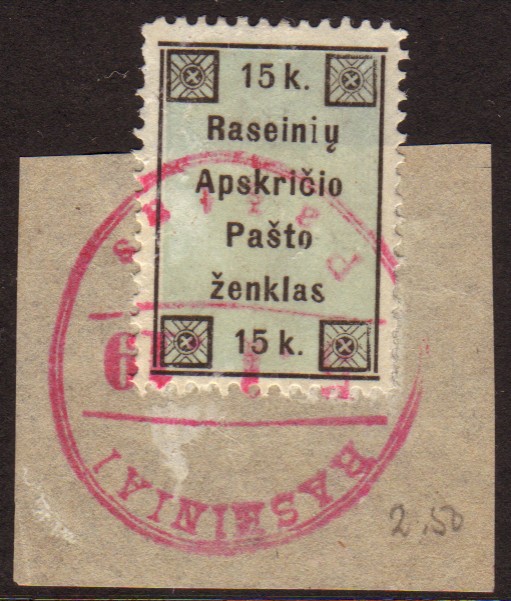 15 k.
Raseinių
Apskričio
Pašto
ženklas
15 k.
RASEINIAI
2.50